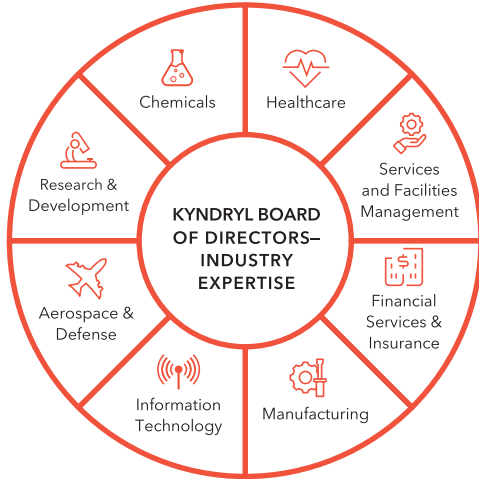 Chemicals
Healthcare
Services
and Facilities
Management
Financial
Services &
Insurance
Manufacturing
Information
Technology
Aerospace &
Defense
Research &
Development
KYNDRYL BOARD
OF DIRECTORS—
INDUSTRY
EXPERTISE